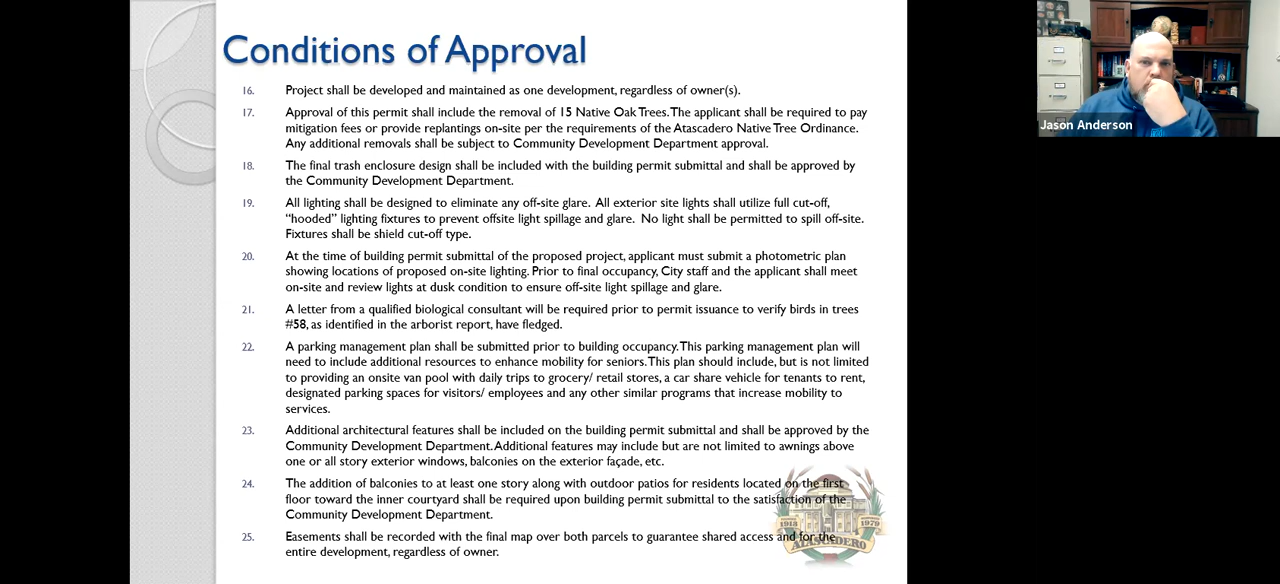 Conditions of Approval
16. Project shall be developed and maintained as one development, regardless of owner(s).
17. Approval of this permit shall include the removal of 15 Native Oak Trees. The applicant shall be required to pay
mitigation fees or provide replantings on-site per the requirements of the Atascadero Native Tree Ordinance.
Any additional removals shall be subject to Community Development Department approval.
18. The final trash enclosure design shall be included with the building permit submittal and shall be approved by
the Community Development Department.
19. All lighting shall be designed to eliminate any off-site glare. All exterior site lights shall utilize full cut-off,
“hooded” lighting fixtures to prevent offsite light spillage and glare. No light shall be permitted to spill off-site.
Fixtures shall be shield cut-off type.
20. At the time of building permit submittal of the proposed project, applicant must submit a photometric plan
showing locations of proposed on-site lighting. Prior to final occupancy, City staff and the applicant shall meet
on-site and review lights at dusk condition to ensure off-site light spillage and glare.
21. A letter from a qualified biological consultant will be required prior to permit issuance to verify birds in trees
#58, as identified in the arborist report, have fledged.
22. A parking management plan shall be submitted prior to building occupancy. This parking management plan will
need to include additional resources to enhance mobility for seniors. This plan should include, but is not limited
to providing an onsite van pool with daily trips to grocery/ retail stores, a car share vehicle for tenants to rent,
designated parking spaces for visitors/ employees and any other similar programs that increase mobility to
services.
23. Additional architectural features shall be included on the building permit submittal and shall be approved by the
Community Development Department. Additional features may include but are not limited to awnings above
one or all story exterior windows, balconies on the exterior façade, etc.
24. The addition of balconies to at least one story along with outdoor patios for residents located on the first
floor toward the inner courtyard shall be required upon building permit submittal to the satisfaction of the
Community Development Department.
25. Easements shall be recorded with the final map over both parcels to guarantee shared access and for the
entire development, regardless of owner.
1918
1979
ATASCADERO
Jason Anderson